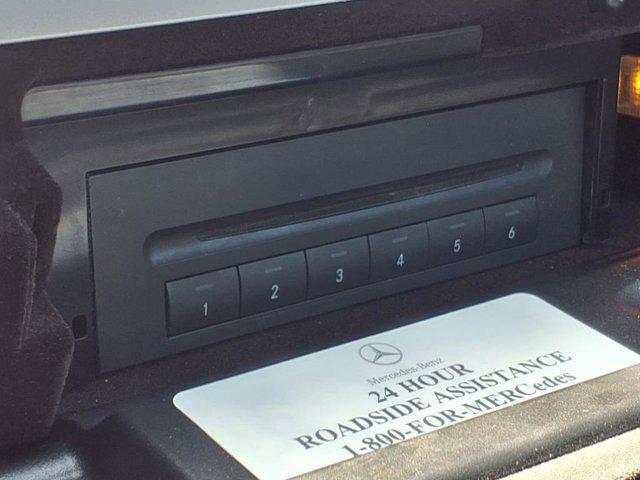 1 2 3 4 5 6
Mercedes-Benz
24 HOUR
ROADSIDE ASSISTANCE
1-800-FOR-MERCedes